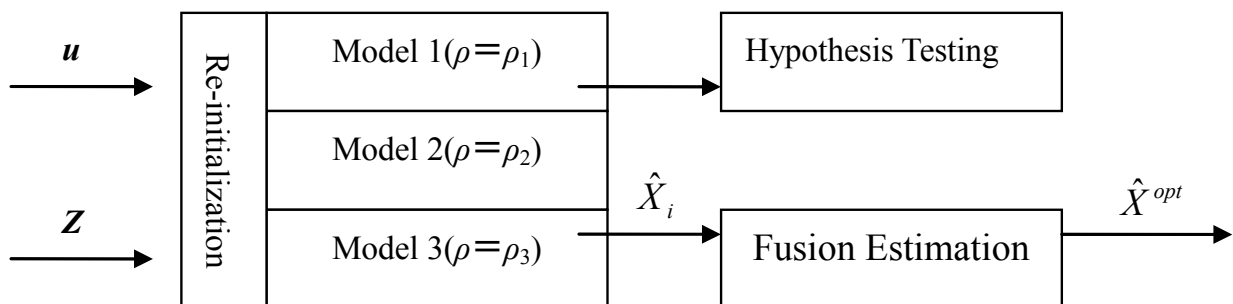 u
Z
Re-initialization
Model 1(ρ=ρ₁)
Model 2(ρ=ρ₂)
Model 3(ρ=ρ₃)
Hypothesis Testing
X̂ᵢ
Fusion Estimation
X̂ᵒᵖᵗ